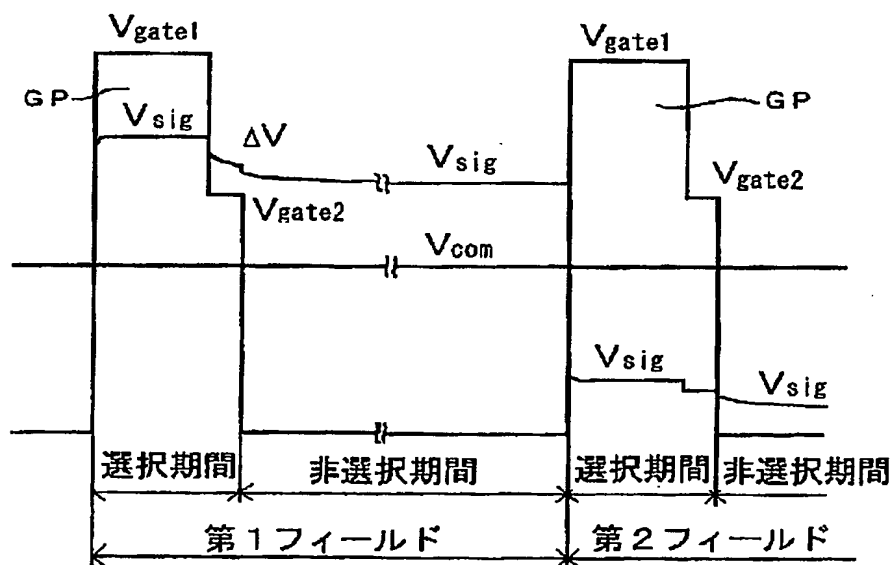 Vgate1
Vgate1
GP
GP
Vsig
ΔV
Vsig
Vgate2
Vgate2
Vcom
Vsig
Vsig
選択期間
非選択期間
選択期間
非選択期間
第1フィールド
第2フィールド